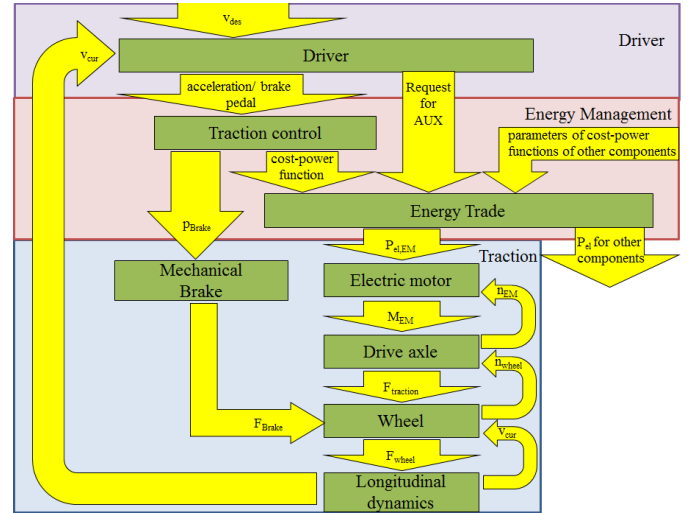 v_des
Driver
v_cur
Driver
acceleration/ brake
pedal
Request
for
AUX
Energy Management
Traction control
parameters of cost-power
functions of other components
cost-power
function
Energy Trade
p_Brake
P_el,EM
P_el for other
components
Traction
Mechanical
Brake
Electric motor
n_EM
M_EM
Drive axle
n_wheel
F_traction
Wheel
F_Brake
v_cur
F_wheel
Longitudinal
dynamics